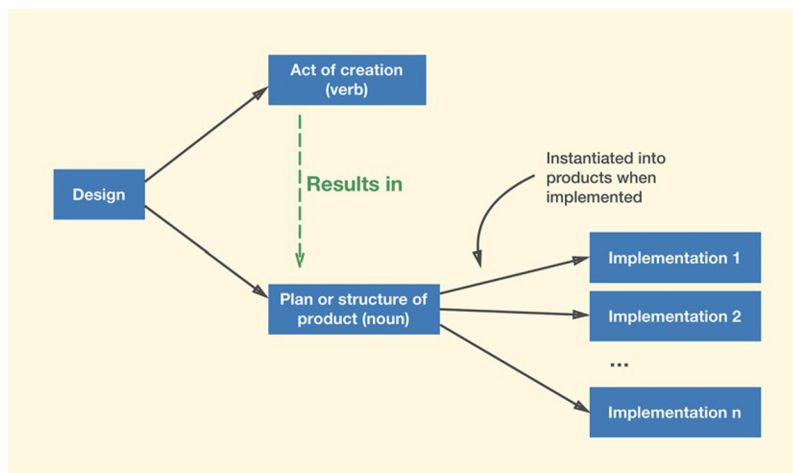 Act of creation
(verb)
Design
Results in
Instantiated into
products when
implemented
Plan or structure of
product (noun)
Implementation 1
Implementation 2
...
Implementation n